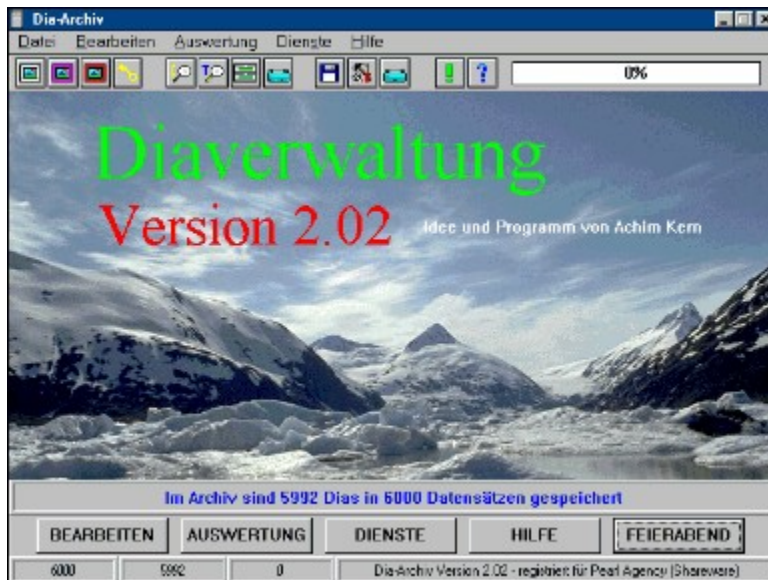 Dia-Archiv
Datei Bearbeiten Auswertung Dienste Hilfe
0%
Diaverwaltung
Version 2.02
Idee und Programm von Achim Kern
Im Archiv sind 5992 Dias in 6000 Datensätzen gespeichert
BEARBEITEN AUSWERTUNG DIENSTE HILFE FEIERABEND
6000 5992 0 Dia-Archiv Version 2.02 - registriert für Pearl Agency (Shareware)